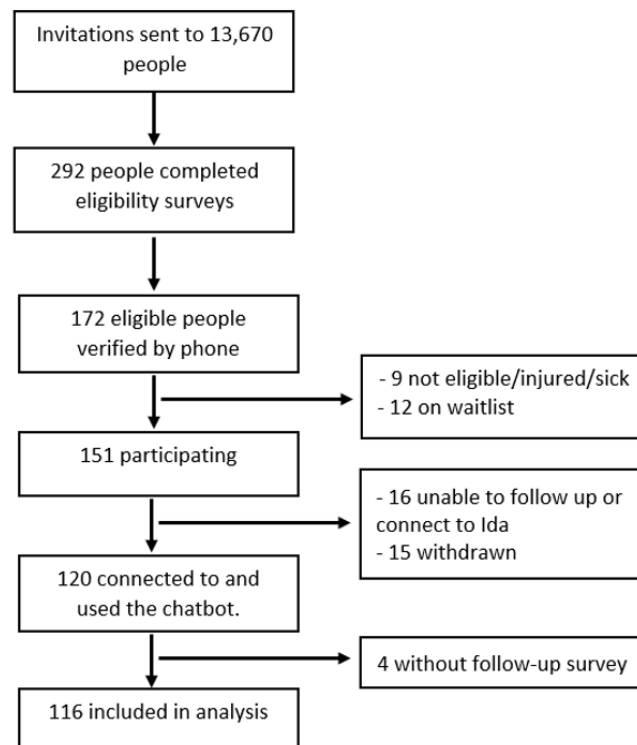 Invitations sent to 13,670
people
292 people completed
eligibility surveys
172 eligible people
verified by phone
- 9 not eligible/injured/sick
- 12 on waitlist
151 participating
- 16 unable to follow up or
connect to Ida
- 15 withdrawn
120 connected to and
used the chatbot.
4 without follow-up survey
116 included in analysis